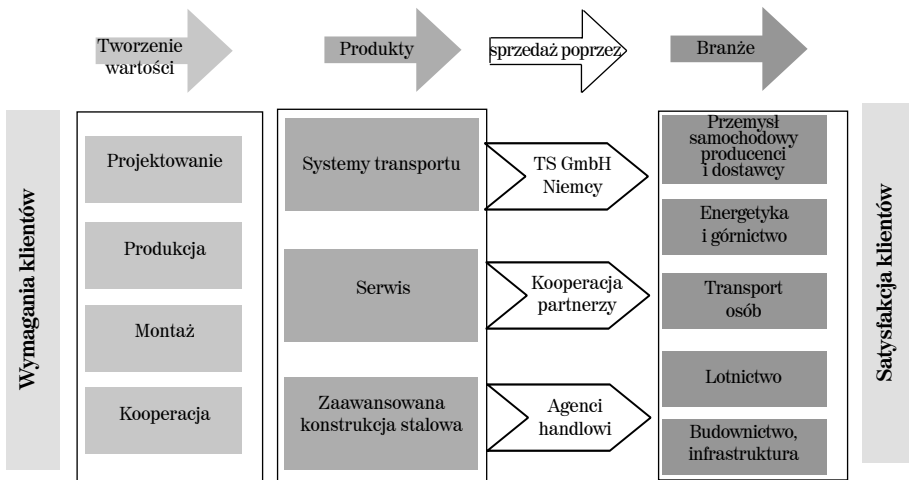 Tworzenie
wartości
Produkty
sprzedaż poprzez
Branże
Wymagania klientów
Projektowanie
Produkcja
Montaż
Kooperacja
Systemy transportu
Serwis
Zaawansowana
konstrukcja stalowa
TS GmbH
Niemcy
Kooperacja
partnerzy
Agenci
handlowi
Przemysł
samochodowy
producenci
i dostawcy
Energetyka
i górnictwo
Transport
osób
Lotnictwo
Budownictwo,
infrastruktura
Satysfakcja klientów